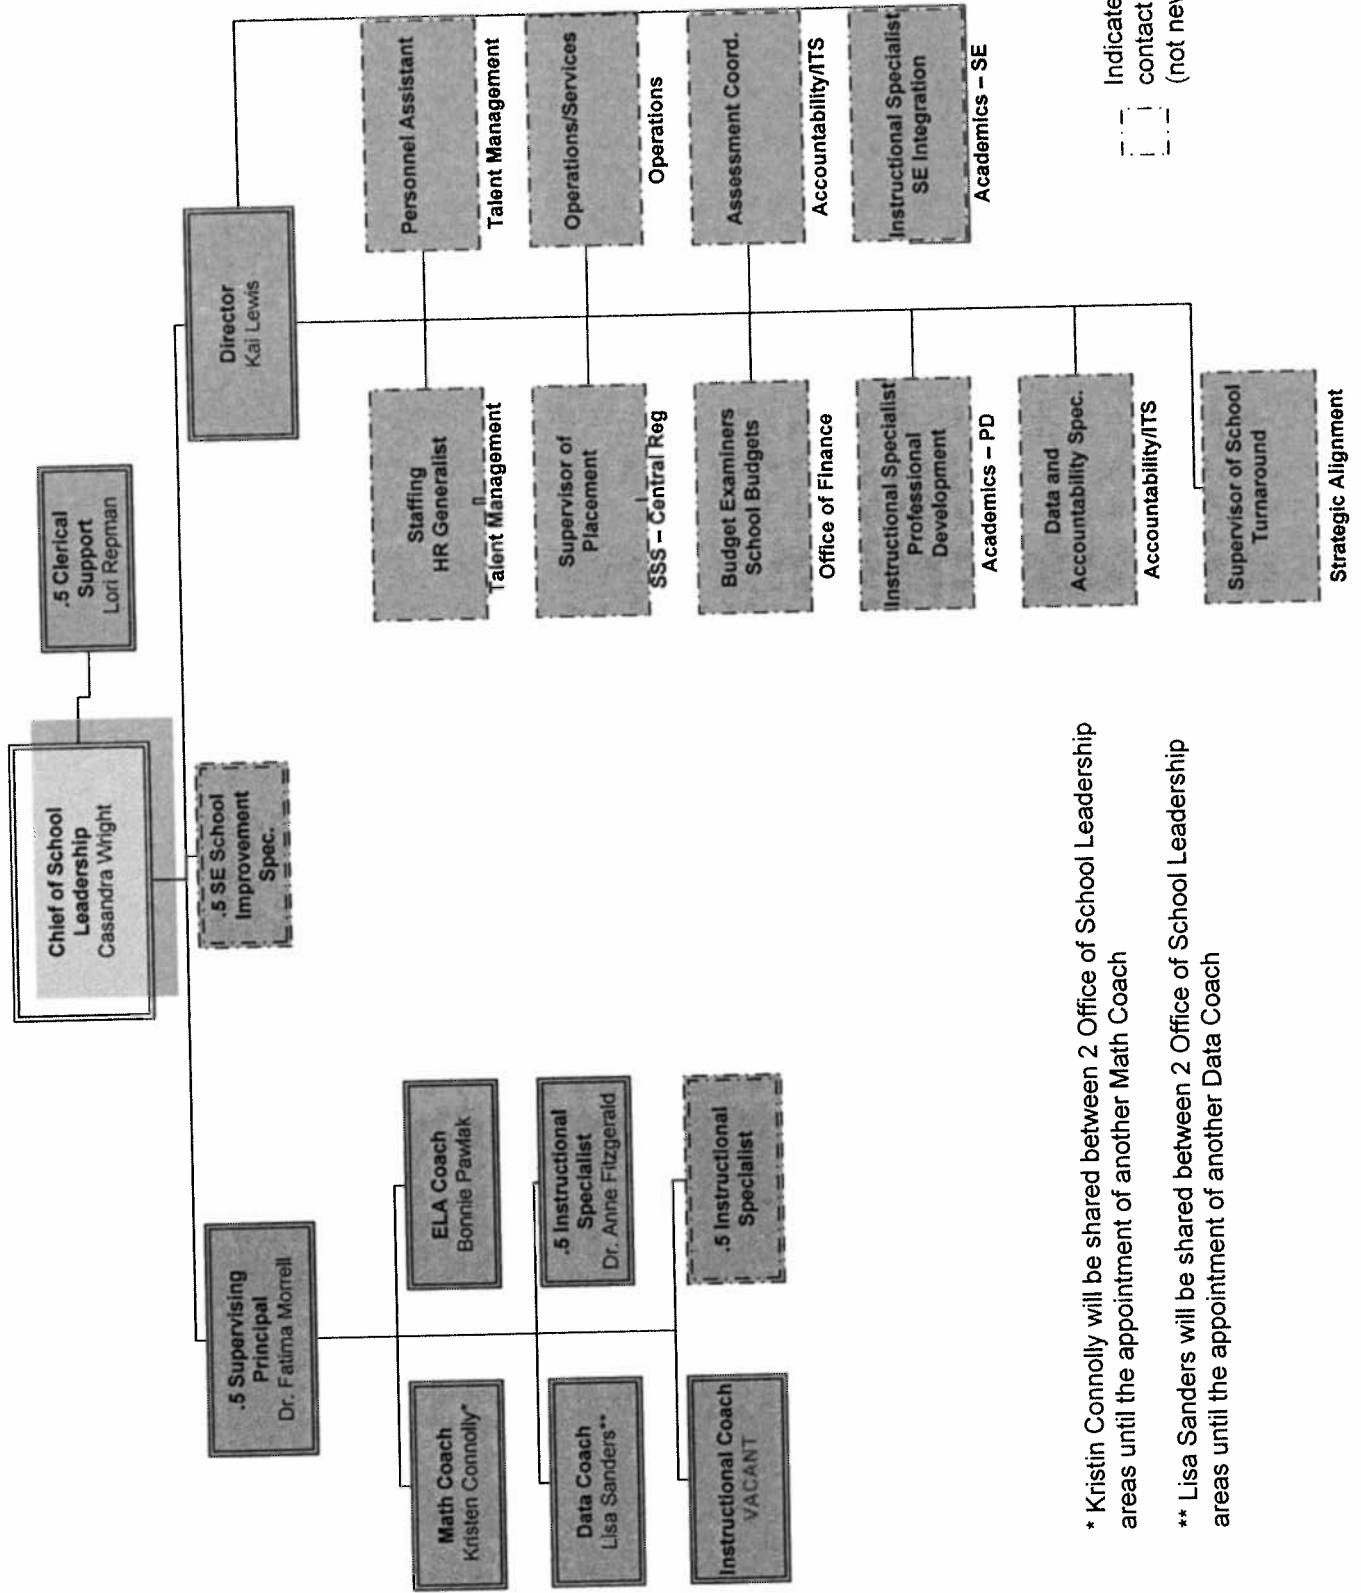 Chief of School
Leadership
Casandra Wright
.5 Clerical
Support
Lori Repman
.5 SE School
Improvement
Spec.
.5 Supervising
Principal
Dr. Fatima Morrell
Director
Kai Lewis
Math Coach
Kristen Connolly*
ELA Coach
Bonnie Pawlak
Data Coach
Lisa Sanders**
.5 Instructional
Specialist
Dr. Anne Fitzgerald
Instructional Coach
VACANT
.5 Instructional
Specialist
Staffing
HR Generalist
Talent Management
Personnel Assistant
Talent Management
Supervisor of
Placement
SSS – Central Reg
Operations/Services
Operations
Budget Examiners
School Budgets
Office of Finance
Assessment Coord.
Accountability/ITS
Instructional Specialist
Professional
Development
Academics – PD
Instructional Specialist
SE Integration
Academics – SE
Data and
Accountability Spec.
Accountability/ITS
Supervisor of School
Turnaround
Strategic Alignment
* Kristin Connolly will be shared between 2 Office of School Leadership
areas until the appointment of another Math Coach
** Lisa Sanders will be shared between 2 Office of School Leadership
areas until the appointment of another Data Coach
Indicate
contact
(not